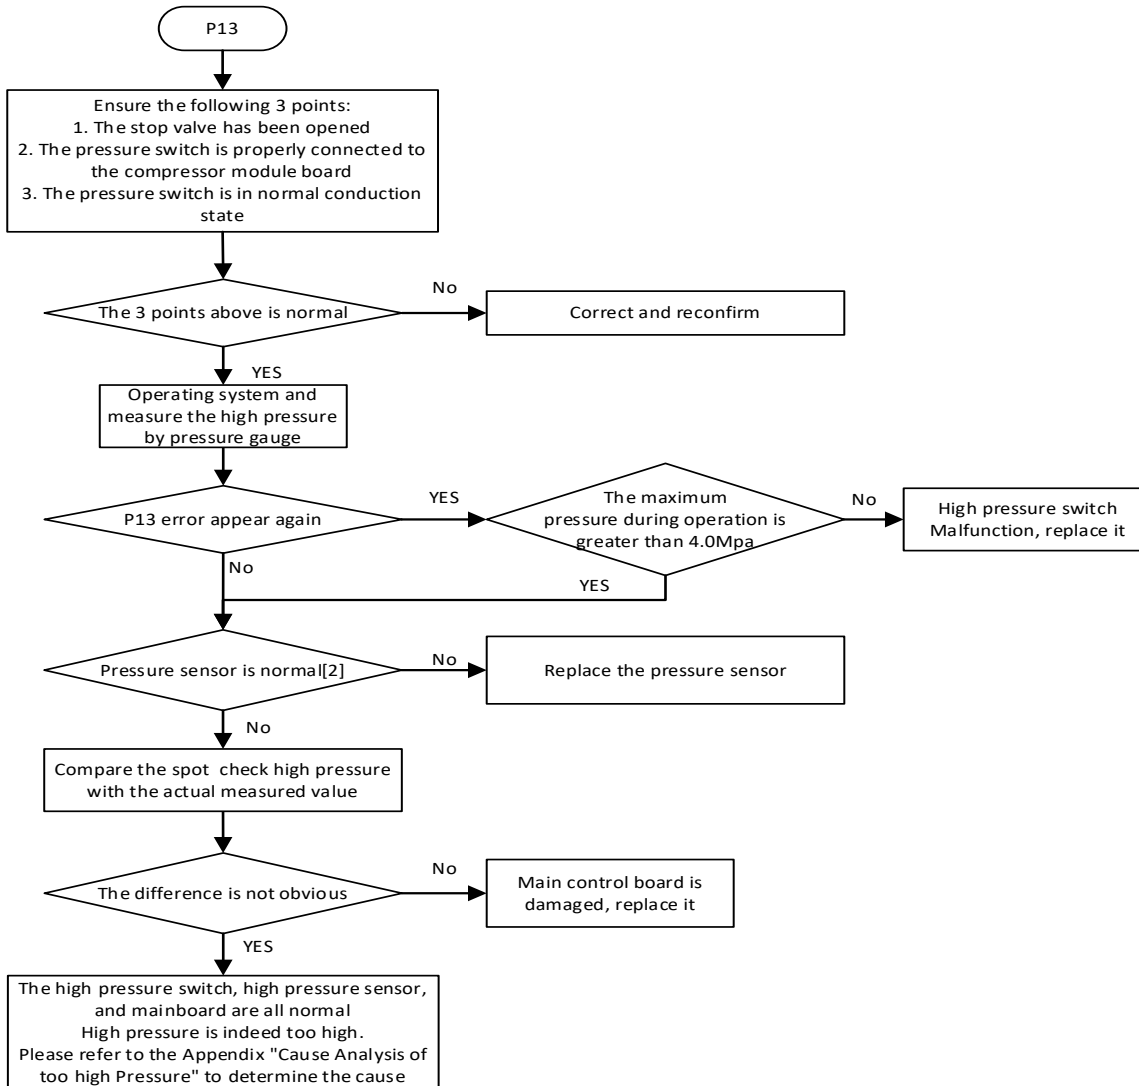 P13
Ensure the following 3 points:
1. The stop valve has been opened
2. The pressure switch is properly connected to
the compressor module board
3. The pressure switch is in normal conduction
state
The 3 points above is normal
No
Correct and reconfirm
YES
Operating system and
measure the high pressure
by pressure gauge
P13 error appear again
YES
The maximum
pressure during operation is
greater than 4.0Mpa
No
High pressure switch
Malfunction, replace it
No
YES
Pressure sensor is normal[2]
No
Replace the pressure sensor
No
Compare the spot check high pressure
with the actual measured value
The difference is not obvious
No
Main control board is
damaged, replace it
YES
The high pressure switch, high pressure sensor,
and mainboard are all normal
High pressure is indeed too high.
Please refer to the Appendix "Cause Analysis of
too high Pressure" to determine the cause